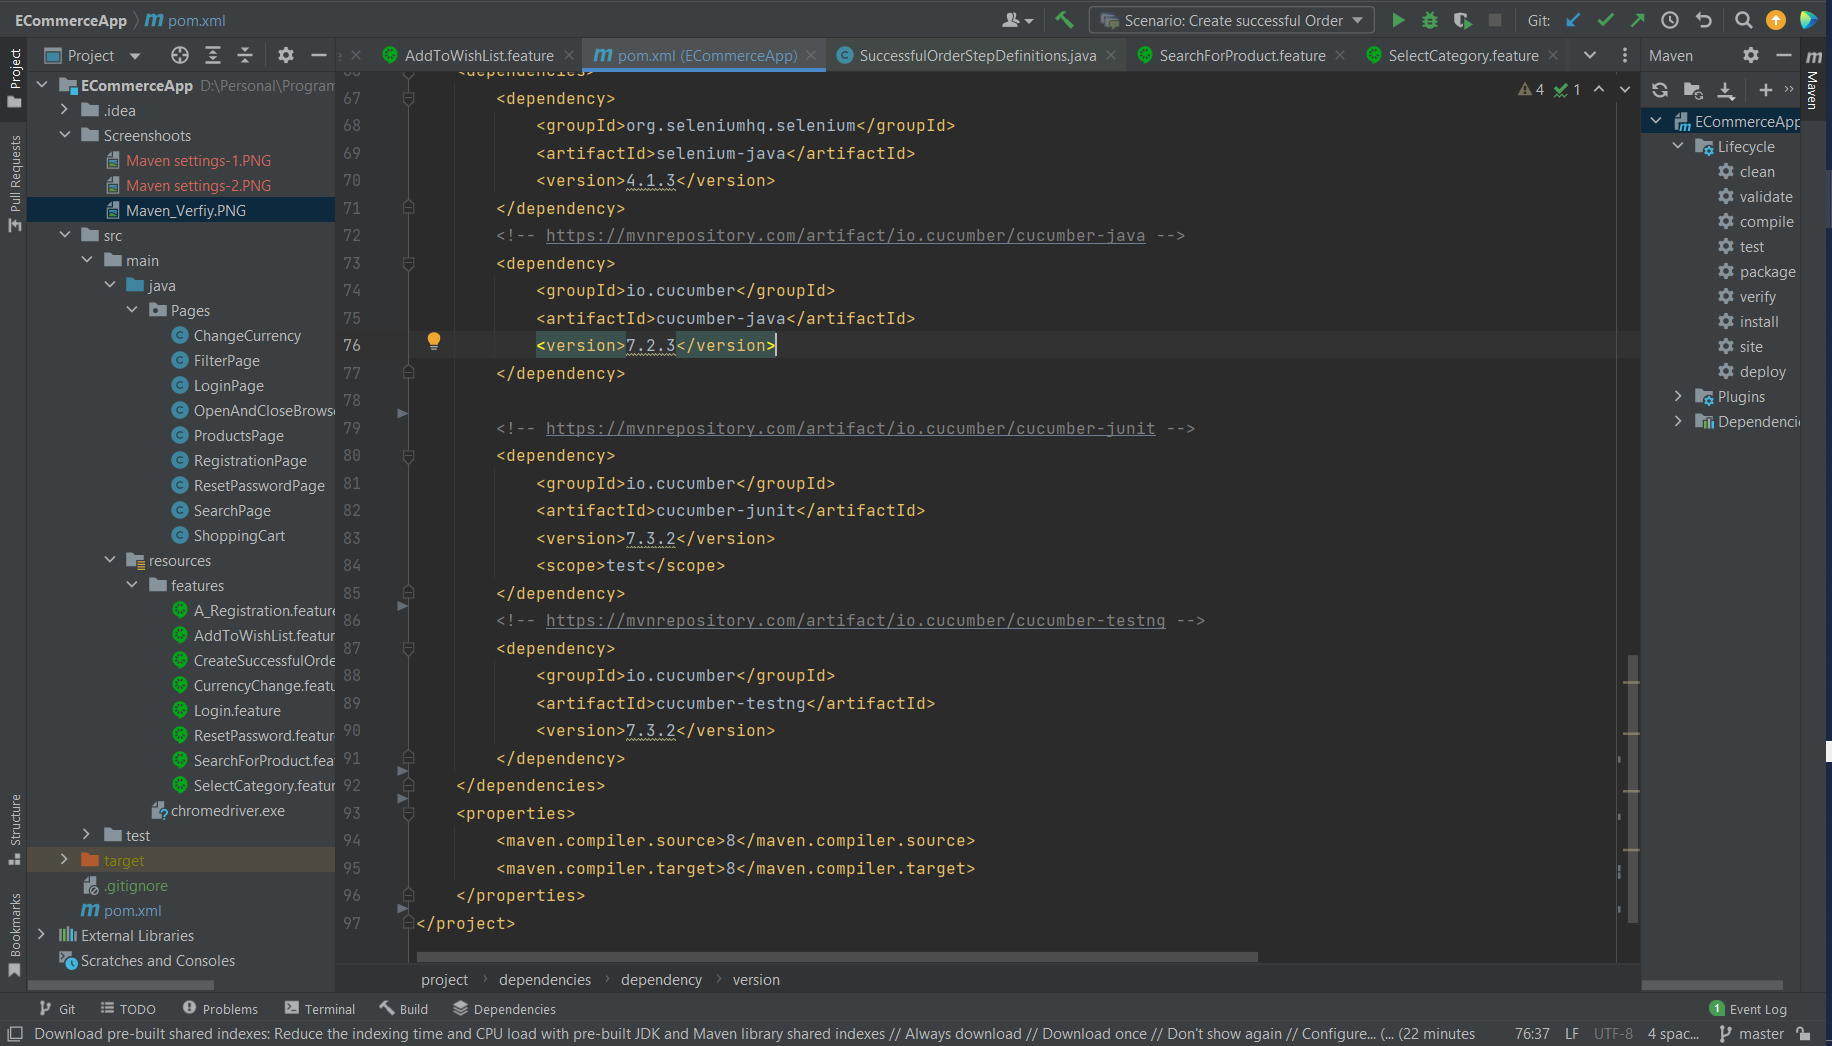 ECommerceApp pom.xml
Scenario: Create successful Order
Git:
Project
AddToWishList.feature
pom.xml (ECommerceApp)
SuccessfulOrderStepDefinitions.java
SearchForProduct.feature
SelectCategory.feature
Maven
Project
Pull Requests
Structure
Bookmarks
ECommerceApp D:\Personal\Program
.idea
Screenshoots
Maven settings-1.PNG
Maven settings-2.PNG
Maven_Verfiy.PNG
src
main
java
Pages
ChangeCurrency
FilterPage
LoginPage
OpenAndCloseBrows
ProductsPage
RegistrationPage
ResetPasswordPage
SearchPage
ShoppingCart
resources
features
A_Registration.feature
AddToWishList.featur
CreateSuccessfulOrde
CurrencyChange.featu
Login.feature
ResetPassword.featur
SearchForProduct.fea
SelectCategory.featur
chromedriver.exe
test
target
.gitignore
pom.xml
External Libraries
Scratches and Consoles
<dependencies>
67 <dependency>
68 <groupId>org.seleniumhq.selenium</groupId>
69 <artifactId>selenium-java</artifactId>
70 <version>4.1.3</version>
71 </dependency>
72 <!-- https://mvnrepository.com/artifact/io.cucumber/cucumber-java -->
73 <dependency>
74 <groupId>io.cucumber</groupId>
75 <artifactId>cucumber-java</artifactId>
76 <version>7.2.3</version>
77 </dependency>
78
79 <!-- https://mvnrepository.com/artifact/io.cucumber/cucumber-junit -->
80 <dependency>
81 <groupId>io.cucumber</groupId>
82 <artifactId>cucumber-junit</artifactId>
83 <version>7.3.2</version>
84 <scope>test</scope>
85 </dependency>
86 <!-- https://mvnrepository.com/artifact/io.cucumber/cucumber-testng -->
87 <dependency>
88 <groupId>io.cucumber</groupId>
89 <artifactId>cucumber-testng</artifactId>
90 <version>7.3.2</version>
91 </dependency>
92 </dependencies>
93 <properties>
94 <maven.compiler.source>8</maven.compiler.source>
95 <maven.compiler.target>8</maven.compiler.target>
96 </properties>
97 </project>
4 1
project dependencies dependency version
ECommerceApp
Lifecycle
clean
validate
compile
test
package
verify
install
site
deploy
Plugins
Dependenci
m Maven
Git TODO Problems Terminal Build Dependencies
1 Event Log
Download pre-built shared indexes: Reduce the indexing time and CPU load with pre-built JDK and Maven library shared indexes // Always download // Download once // Don't show again // Configure... (... (22 minutes
76:37 LF UTF-8 4 spac... master